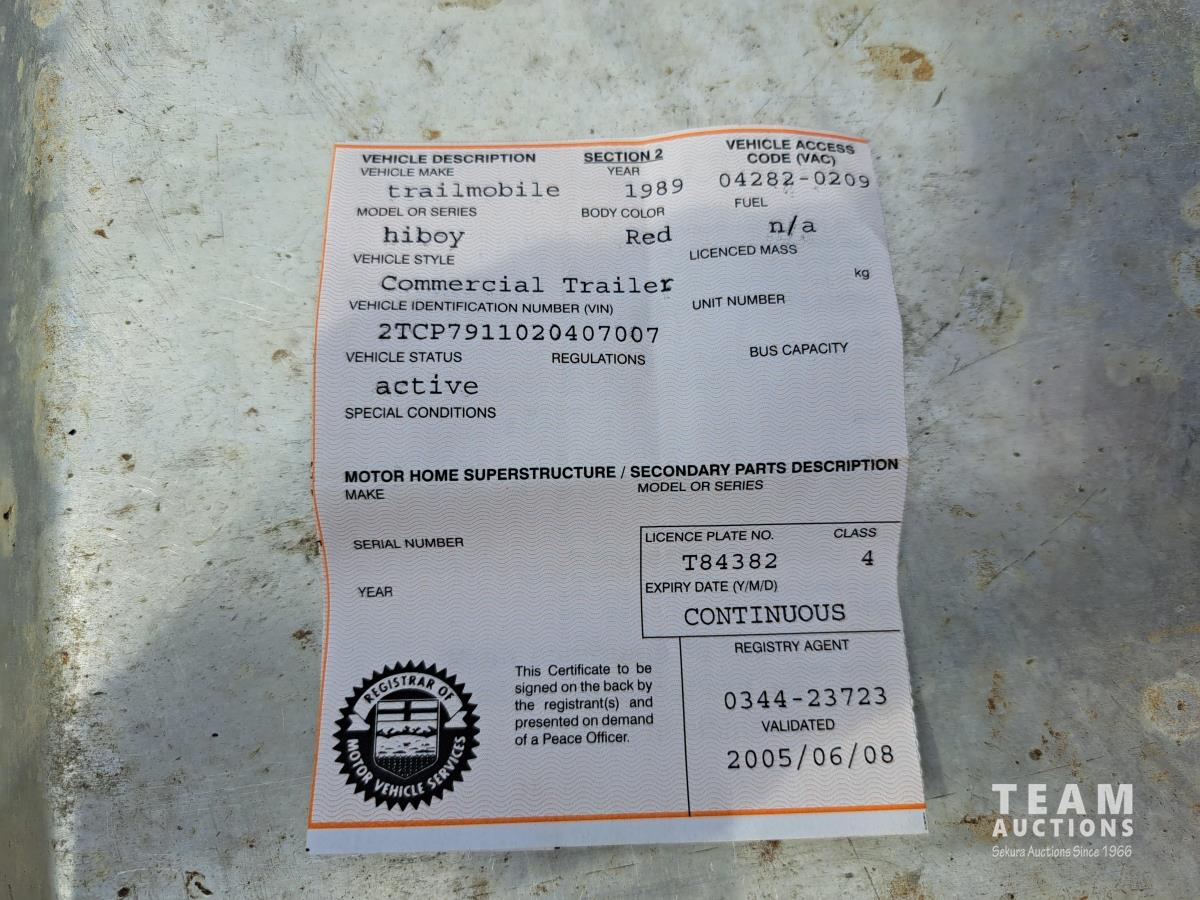 VEHICLE DESCRIPTION SECTION 2 VEHICLE ACCESS
CODE (VAC)
VEHICLE MAKE YEAR
trailmobile 1989 04282-0209
MODEL OR SERIES BODY COLOR FUEL
hiboy Red n/a
VEHICLE STYLE LICENCED MASS
Commercial Trailer kg
VEHICLE IDENTIFICATION NUMBER (VIN) UNIT NUMBER
2TCP7911020407007
VEHICLE STATUS REGULATIONS BUS CAPACITY
active
SPECIAL CONDITIONS
MOTOR HOME SUPERSTRUCTURE / SECONDARY PARTS DESCRIPTION
MAKE MODEL OR SERIES
SERIAL NUMBER
YEAR
LICENCE PLATE NO. CLASS
T84382 4
EXPIRY DATE (Y/M/D)
CONTINUOUS
REGISTRY AGENT
0344-23723
VALIDATED
2005/06/08
REGISTRAR OF
MOTOR VEHICLE SERVICES
This Certificate to be
signed on the back by
the registrant(s) and
presented on demand
of a Peace Officer.
TEAM
AUCTIONS
Sekura Auctions Since 1966